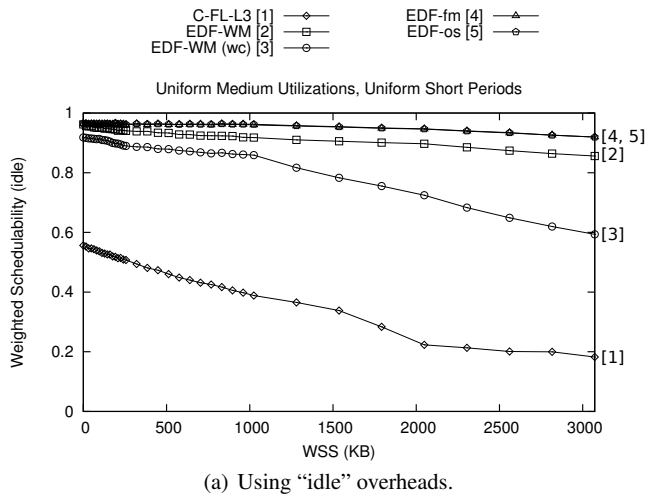 C-FL-L3 [1]
EDF-WM [2]
EDF-WM (wc) [3]
EDF-fm [4]
EDF-os [5]
Uniform Medium Utilizations, Uniform Short Periods
Weighted Schedulability (idle)
1
0.8
0.6
0.4
0.2
0
[4, 5]
[2]
[3]
[1]
0 500 1000 1500 2000 2500 3000
WSS (KB)
(a) Using “idle” overheads.